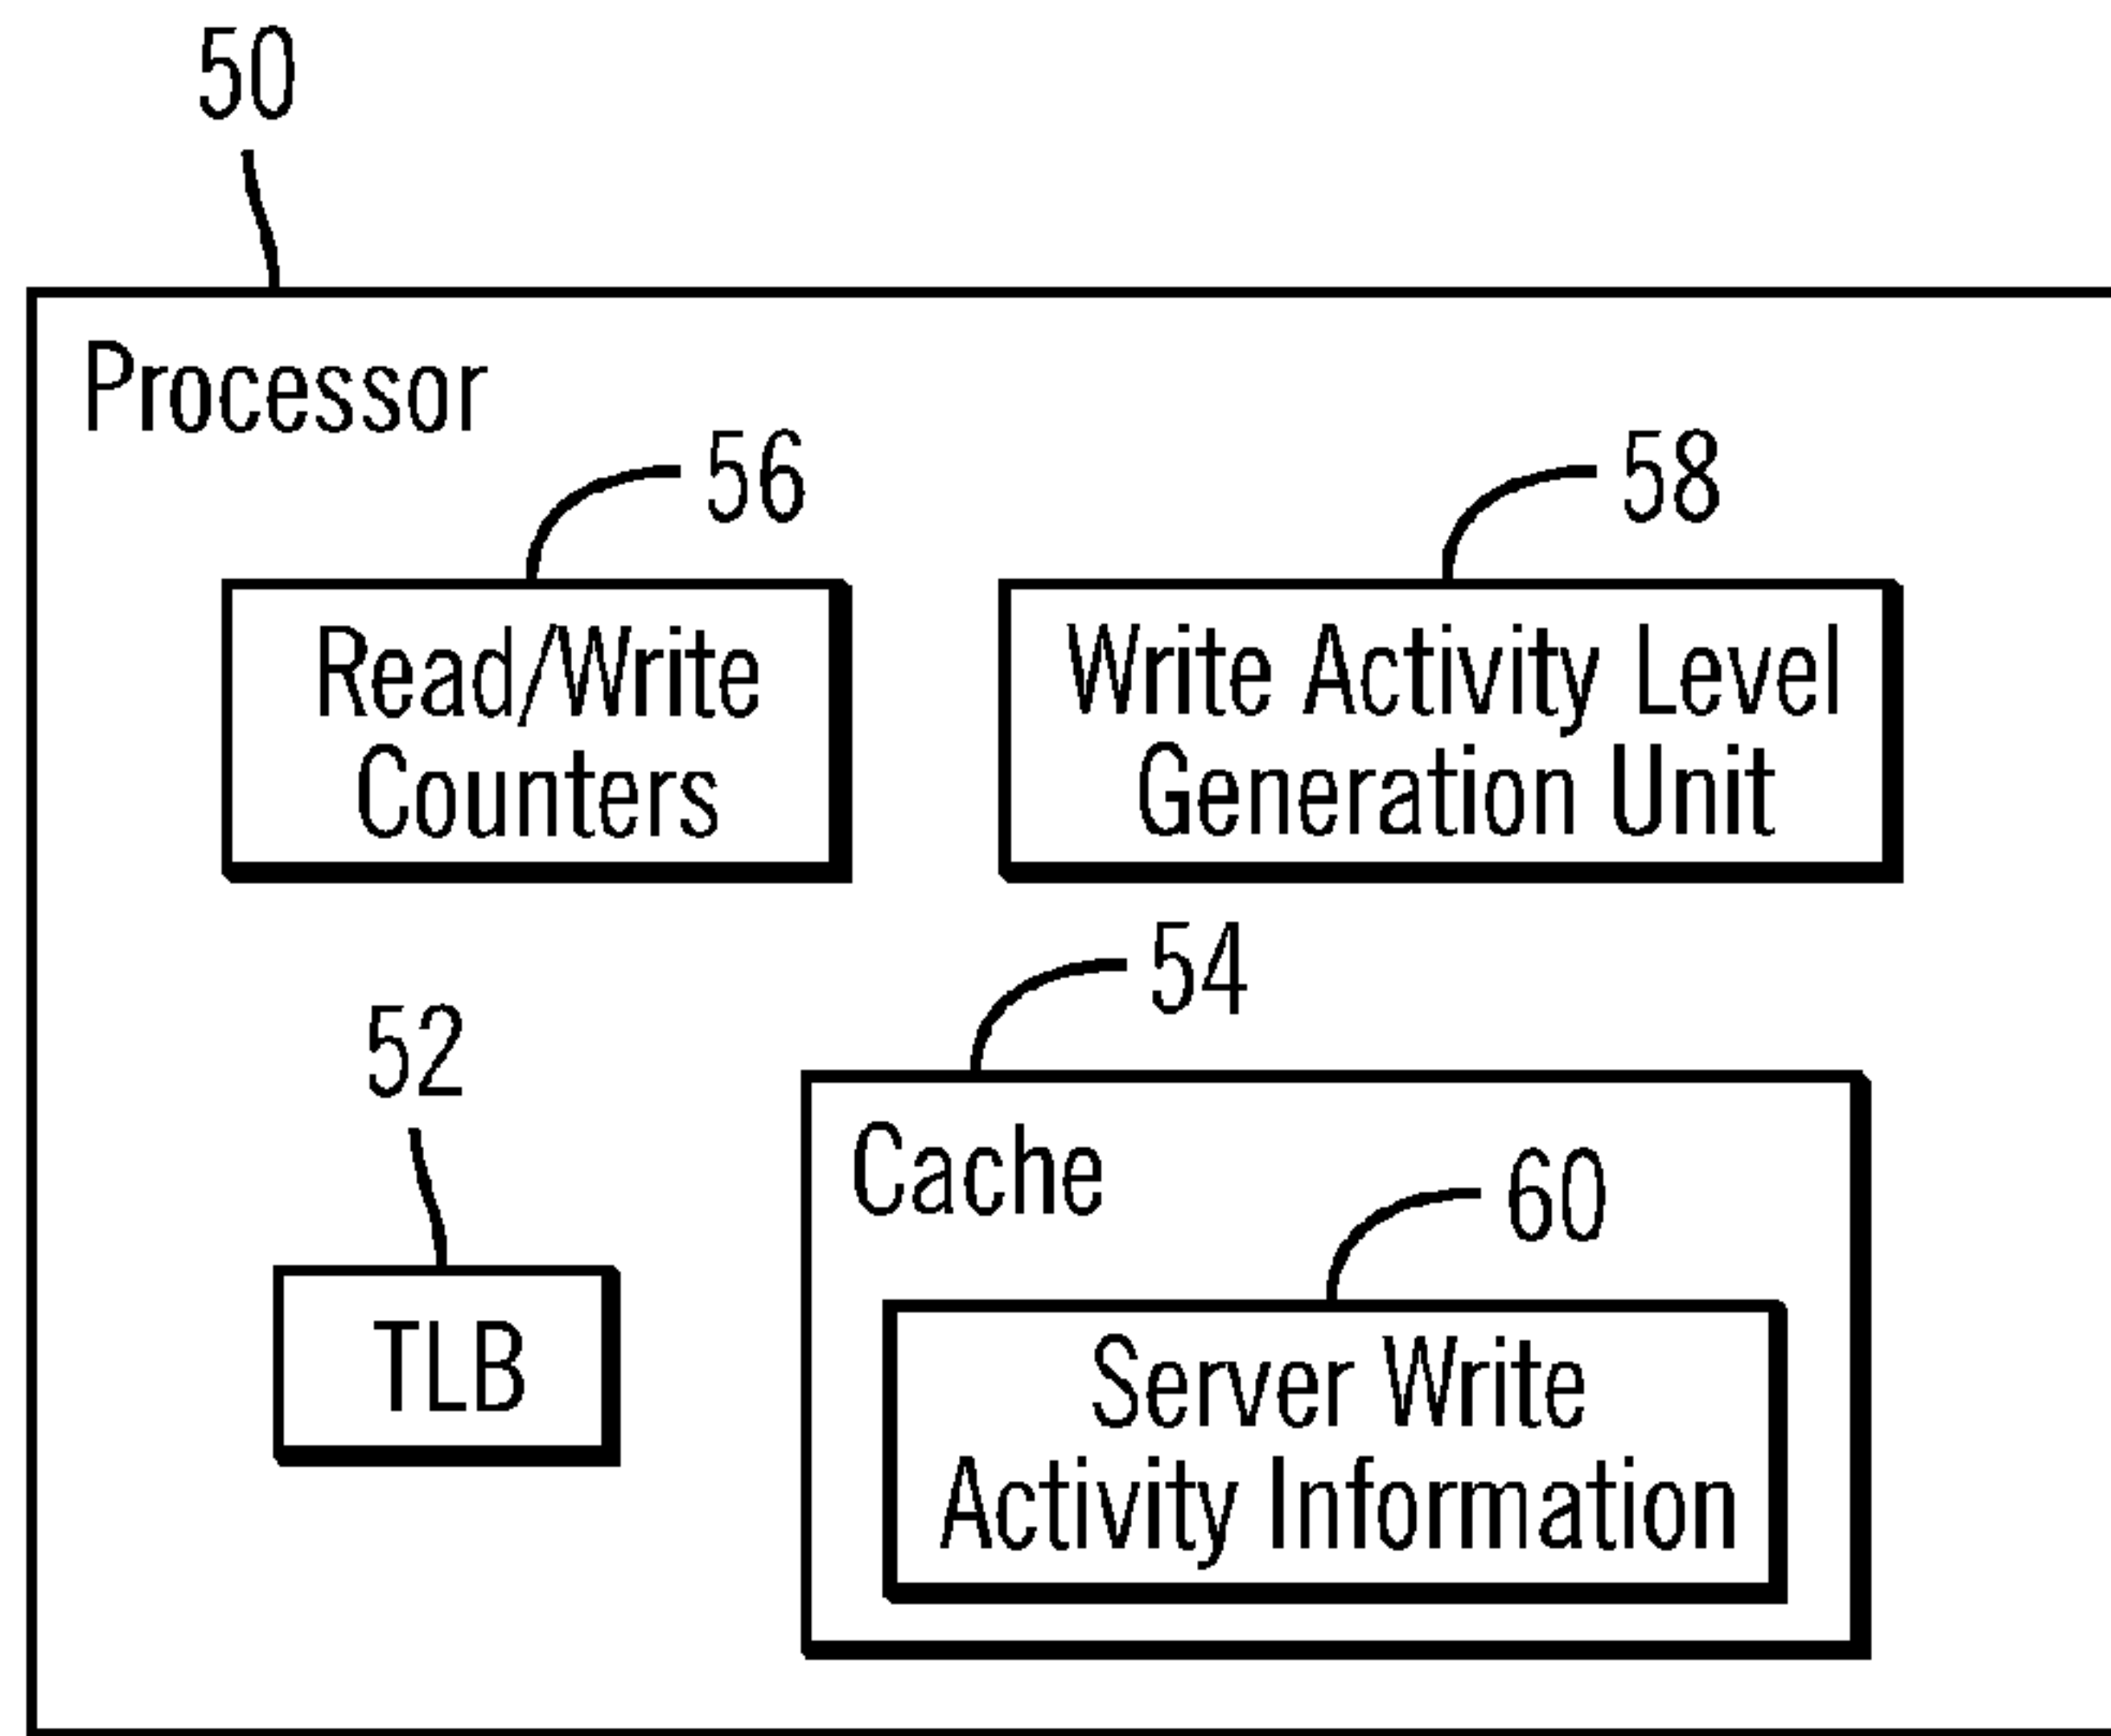 50
Processor
56
58
Read/Write
Counters
Write Activity Level
Generation Unit
54
52
Cache
60
TLB
Server Write
Activity Information